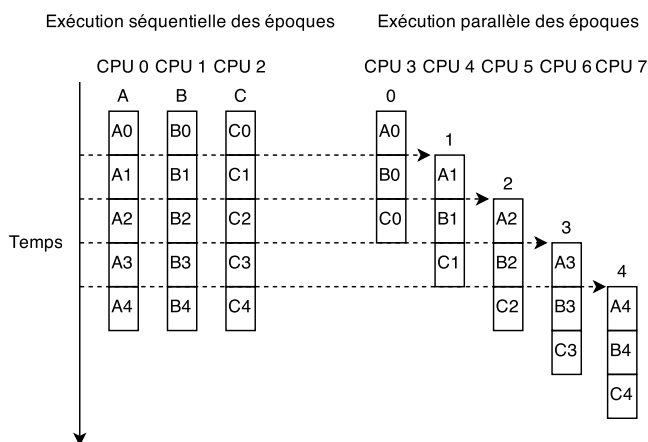 Exécution séquentielle des époques
Exécution parallèle des époques
CPU 0 CPU 1 CPU 2
CPU 3 CPU 4 CPU 5 CPU 6 CPU 7
A B C
0
A0 B0 C0
A0
1
A1 B1 C1
B0 A1
2
A2 B2 C2
C0 B1 A2
3
Temps
A3 B3 C3
C1 B2 A3
4
A4 B4 C4
C2 B3 A4
C3 B4
C4